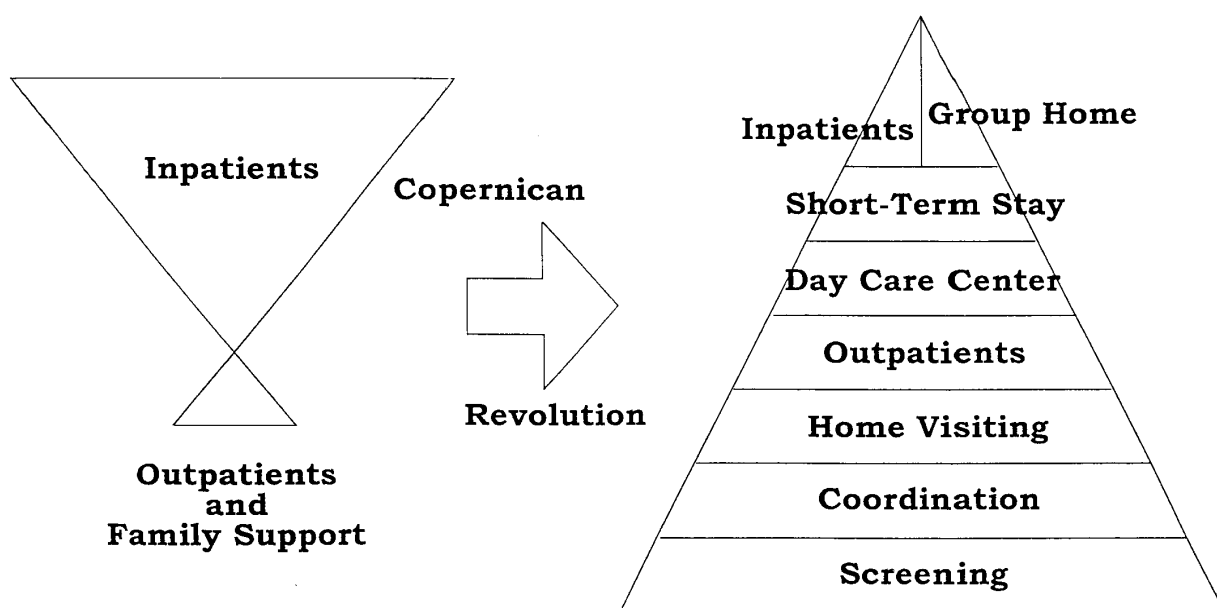 Inpatients
Outpatients
and
Family Support
Copernican
Revolution
Inpatients
Group Home
Short-Term Stay
Day Care Center
Outpatients
Home Visiting
Coordination
Screening